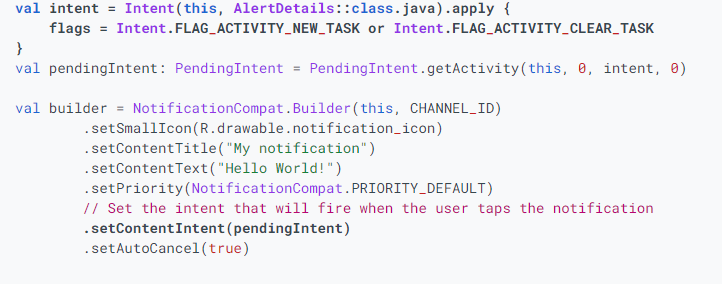 val intent = Intent(this, AlertDetails::class.java).apply {
flags = Intent.FLAG_ACTIVITY_NEW_TASK or Intent.FLAG_ACTIVITY_CLEAR_TASK
}
val pendingIntent: PendingIntent = PendingIntent.getActivity(this, 0, intent, 0)
val builder = NotificationCompat.Builder(this, CHANNEL_ID)
.setSmallIcon(R.drawable.notification_icon)
.setContentTitle("My notification")
.setContentText("Hello World!")
.setPriority(NotificationCompat.PRIORITY_DEFAULT)
// Set the intent that will fire when the user taps the notification
.setContentIntent(pendingIntent)
.setAutoCancel(true)